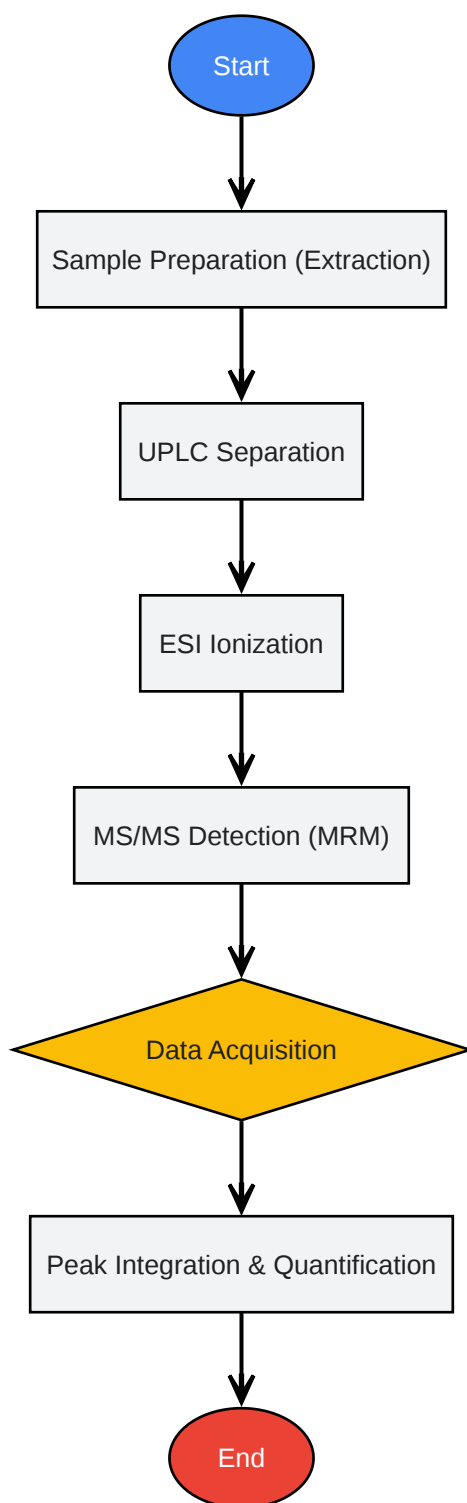 Start
Sample Preparation (Extraction)
UPLC Separation
ESI Ionization
MS/MS Detection (MRM)
Data Acquisition
Peak Integration & Quantification
End